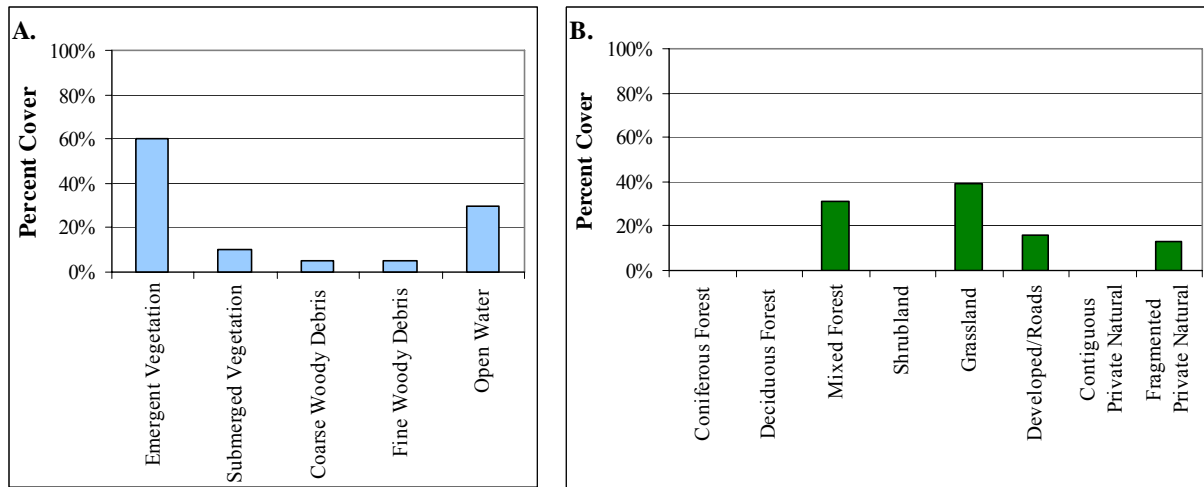 A.
Percent Cover
100%
80%
60%
40%
20%
0%
Emergent Vegetation
Submerged Vegetation
Coarse Woody Debris
Fine Woody Debris
Open Water
B.
Percent Cover
100%
80%
60%
40%
20%
0%
Coniferous Forest
Deciduous Forest
Mixed Forest
Shrubland
Grassland
Developed/Roads
Contiguous
Private Natural
Fragmented
Private Natural